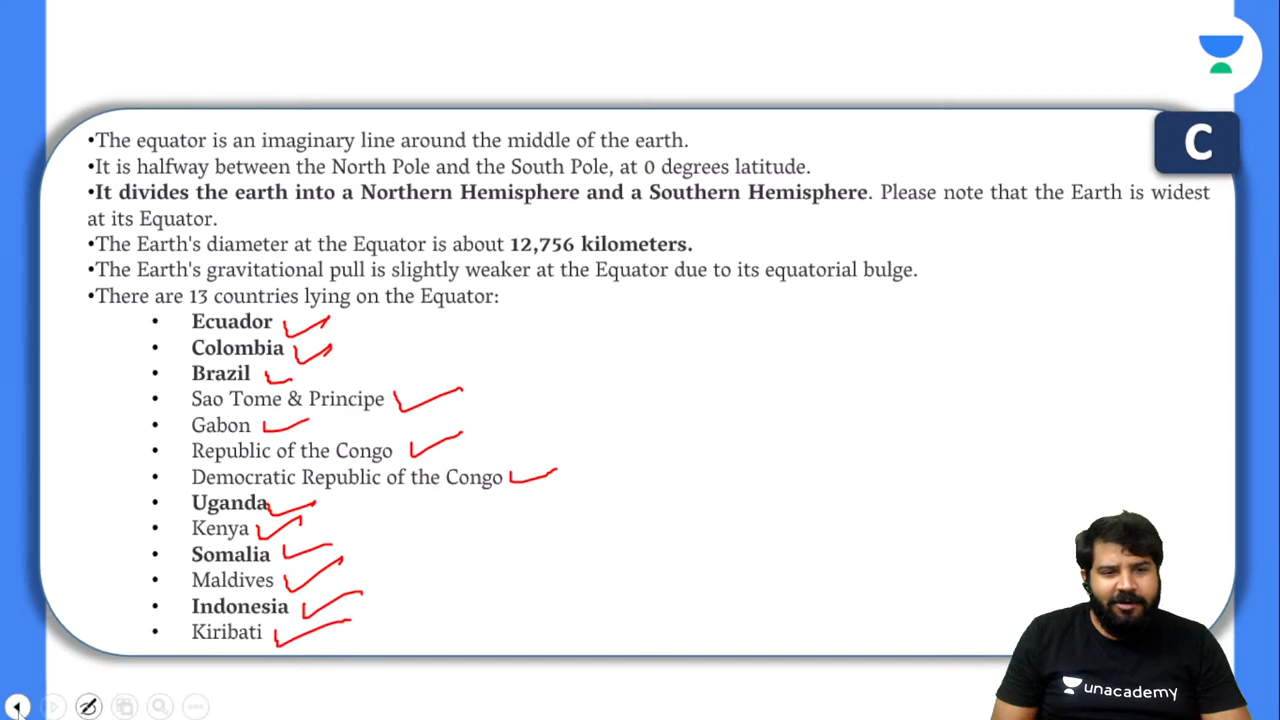 •The equator is an imaginary line around the middle of the earth.
•It is halfway between the North Pole and the South Pole, at 0 degrees latitude.
•It divides the earth into a Northern Hemisphere and a Southern Hemisphere. Please note that the Earth is widest
at its Equator.
•The Earth's diameter at the Equator is about 12,756 kilometers.
•The Earth's gravitational pull is slightly weaker at the Equator due to its equatorial bulge.
•There are 13 countries lying on the Equator:
• Ecuador
• Colombia
• Brazil
• Sao Tome & Principe
• Gabon
• Republic of the Congo
• Democratic Republic of the Congo
• Uganda
• Kenya
• Somalia
• Maldives
• Indonesia
• Kiribati
C
unacademy